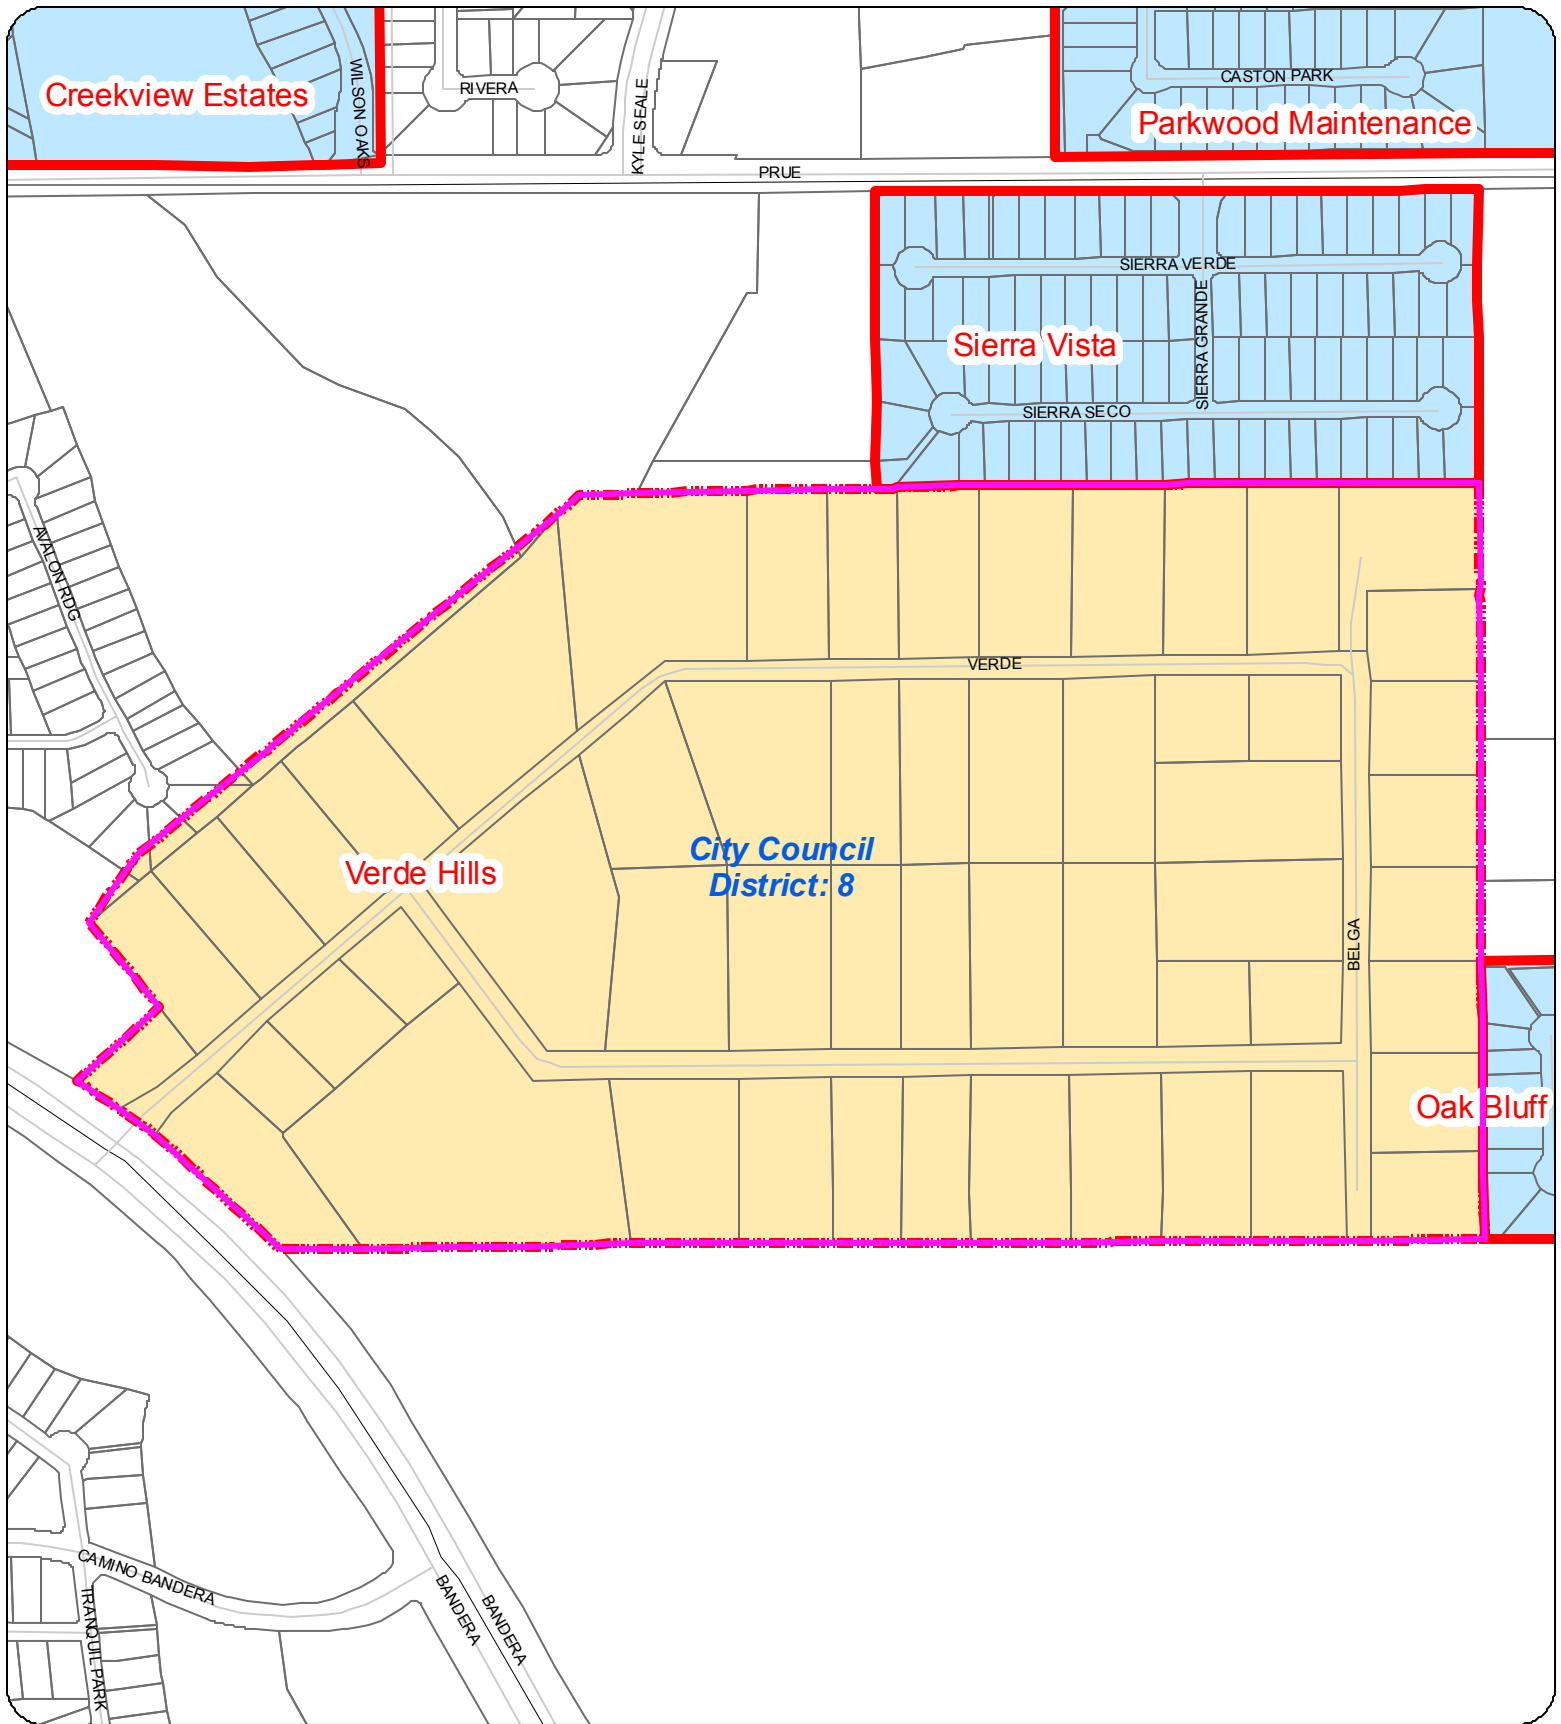 WILSON OAKS
Creekview Estates
RIVERA
KYLE SEALE
CASTON PARK
Parkwood Maintenance
PRUE
SIERRA VERDE
SIERRA GRANDE
Sierra Vista
SIERRA SECO
AVALON RDG
VERDE
City Council
District: 8
Verde Hills
BELGA
Oak Bluff
CAMINO BANDERA
TRANQUIL PARK
BANDERA
BANDERA